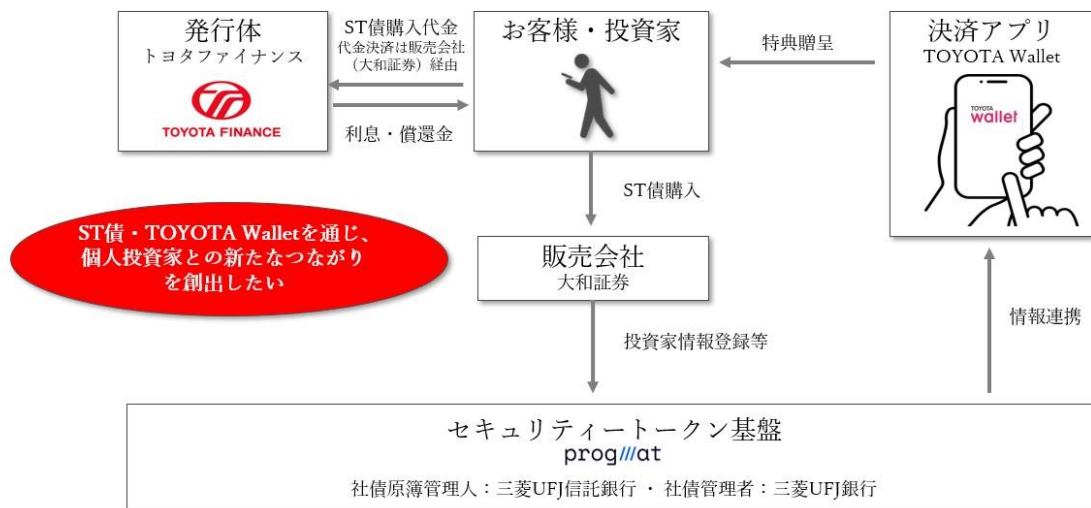 発行体
トヨタファイナンス
TOYOTA FINANCE
ST債購入代金
代金決済は販売会社
（大和証券）経由
利息・償還金
お客様・投資家
特典贈呈
決済アプリ
TOYOTA Wallet
TOYOTA
wallet
ST債購入
ST債・TOYOTA Walletを通じ、
個人投資家との新たなつながり
を創出したい
販売会社
大和証券
情報連携
投資家情報登録等
セキュリティートークン基盤
progmat
社債原簿管理人：三菱UFJ信託銀行 ・ 社債管理者：三菱UFJ銀行